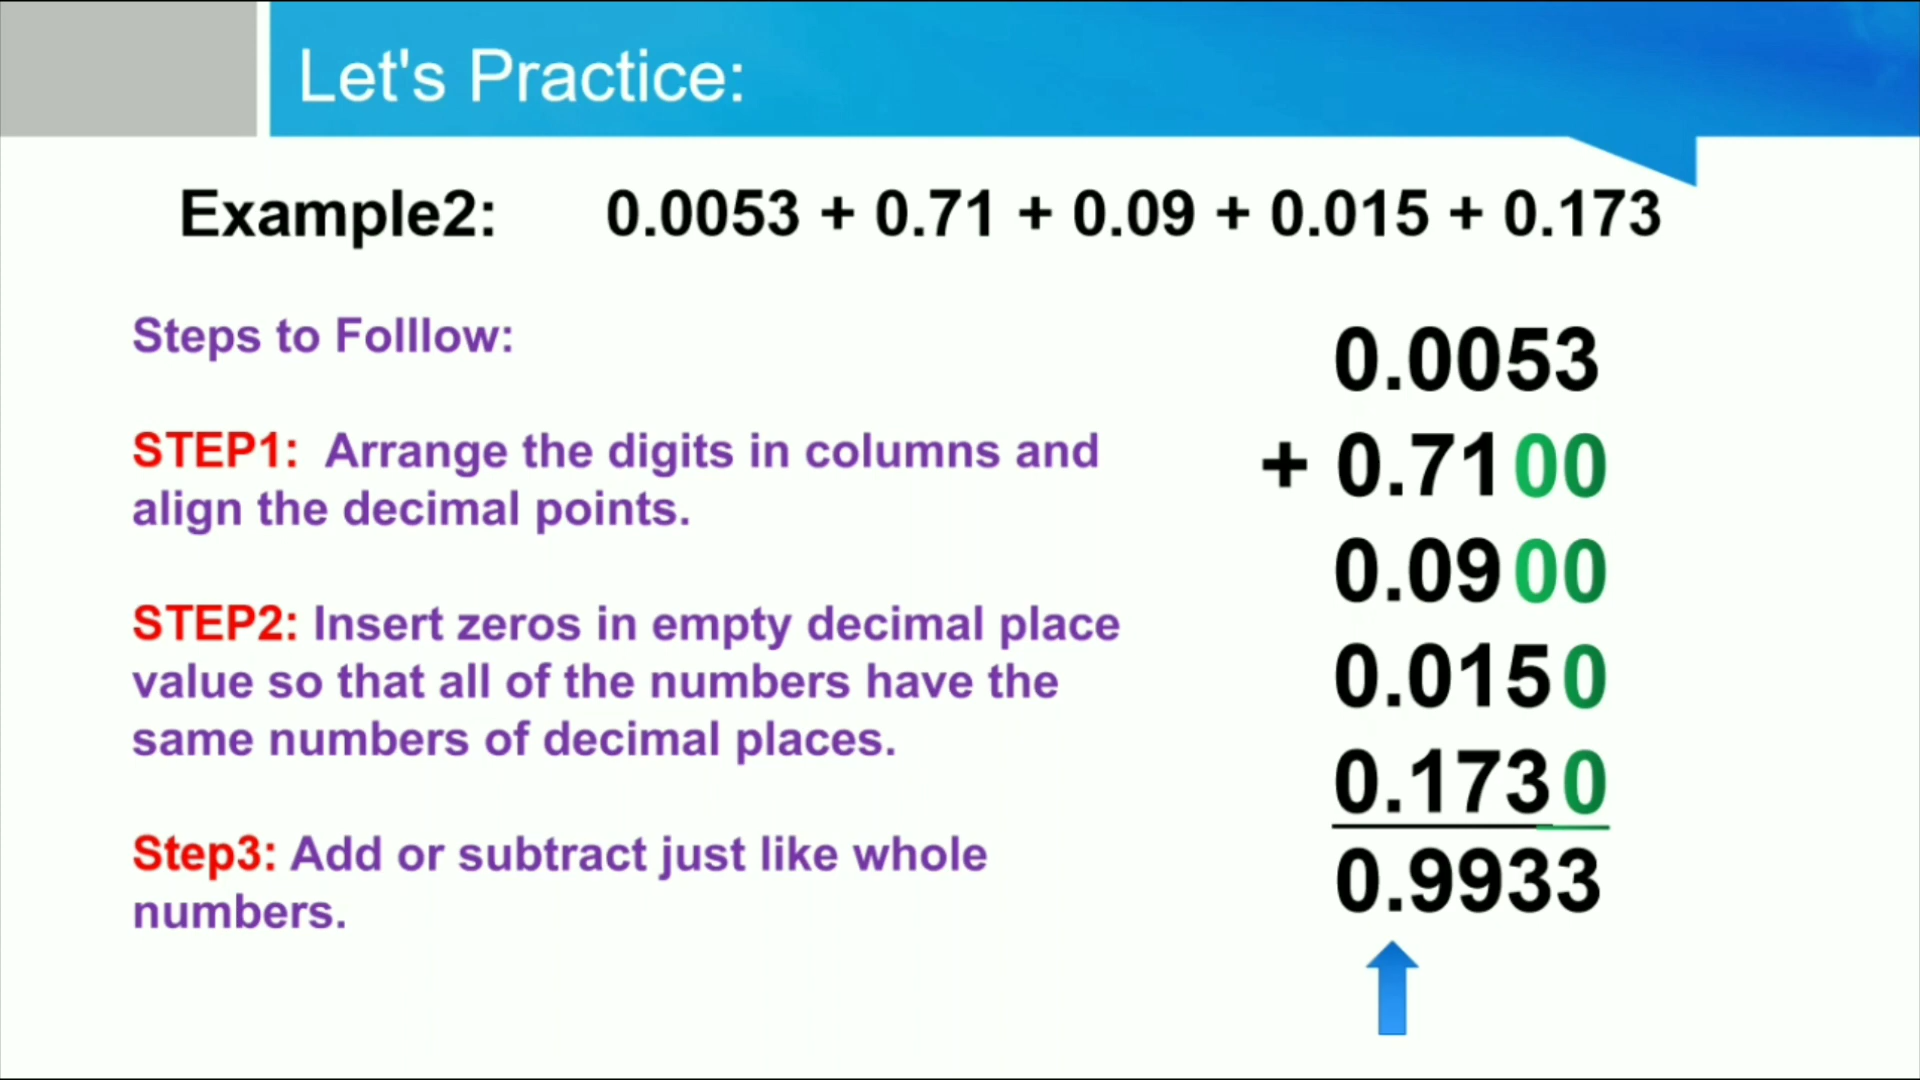 Let's Practice:
Example2: 0.0053 + 0.71 + 0.09 + 0.015 + 0.173
Steps to Folllow:
STEP1: Arrange the digits in columns and
align the decimal points.
STEP2: Insert zeros in empty decimal place
value so that all of the numbers have the
same numbers of decimal places.
Step3: Add or subtract just like whole
numbers.
0.0053
+ 0.7100
0.0900
0.0150
0.1730
0.9933